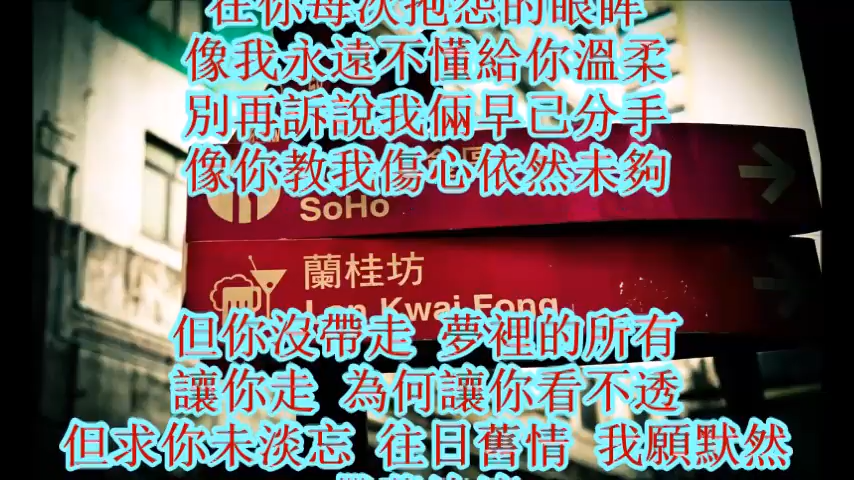 在你每次抱怨的眼眸
像我永遠不懂給你溫柔
別再訴說我倆早已分手
像你教我傷心依然未夠
SoHo
蘭桂坊
Lan Kwai Fong
但你沒帶走 夢裡的所有
讓你走 為何讓你看不透
但求你未淡忘 往日舊情 我願默然